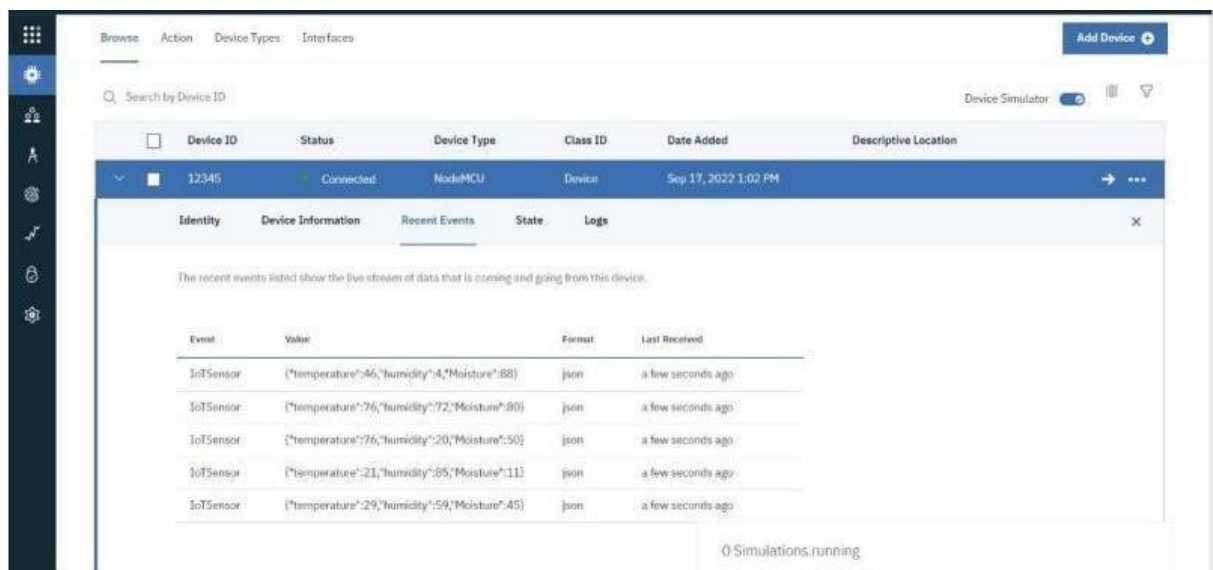 Browse Action Device Types Interfaces Add Device
Search by Device ID Device Simulator
Device ID Status Device Type Class ID Date Added Descriptive Location
12345 Connected NodeMCU Device Sep 17, 2022 1:02 PM
Identity Device Information Recent Events State Logs
The recent events listed show the live stream of data that is coming and going from this device.
Event Value Format Last Received
IoTSensor {"temperature":46,"humidity":4,"Moisture":88} json a few seconds ago
IoTSensor {"temperature":76,"humidity":72,"Moisture":80} json a few seconds ago
IoTSensor {"temperature":76,"humidity":20,"Moisture":50} json a few seconds ago
IoTSensor {"temperature":21,"humidity":85,"Moisture":11} json a few seconds ago
IoTSensor {"temperature":29,"humidity":59,"Moisture":45} json a few seconds ago
0 Simulations running